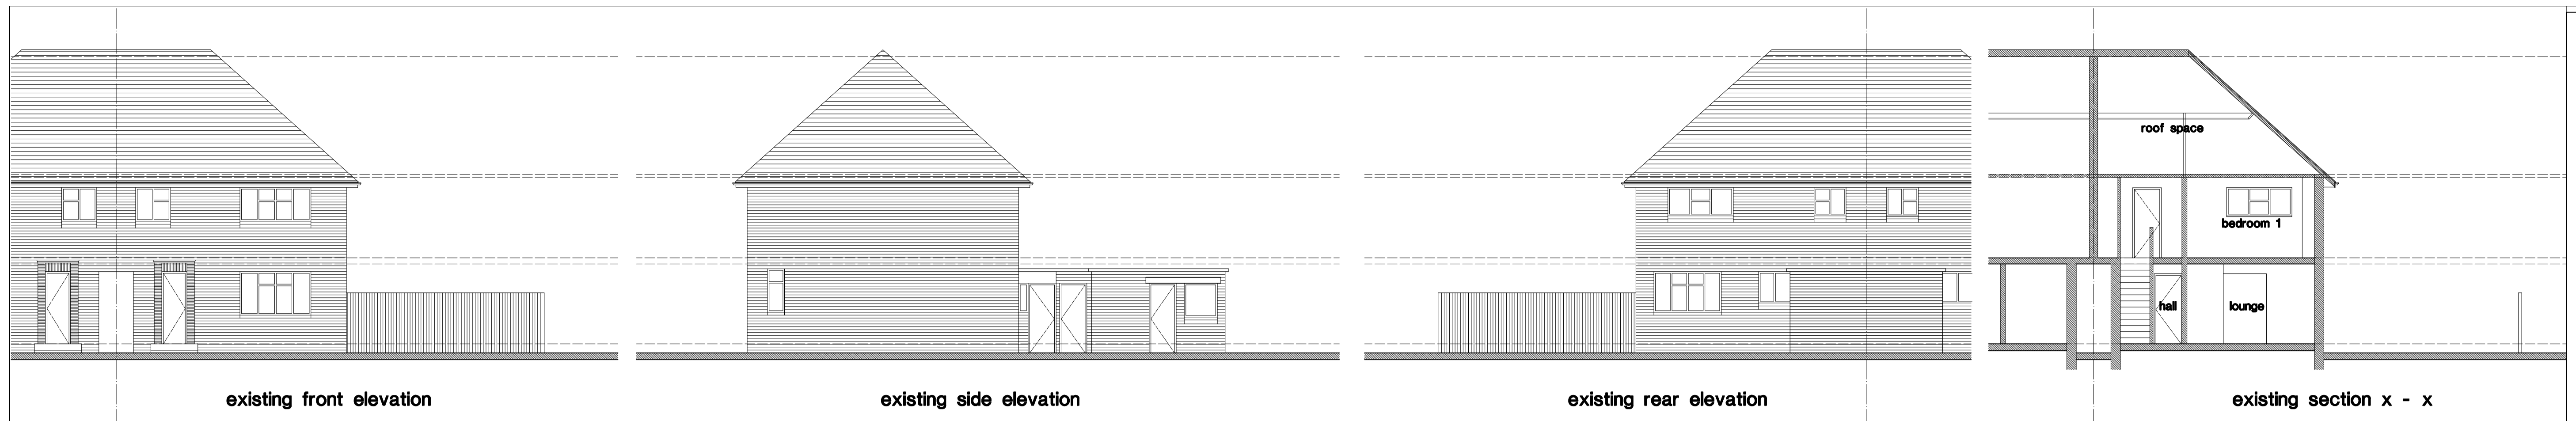 roof space
bedroom 1
hall
lounge
existing front elevation
existing side elevation
existing rear elevation
existing section x - x